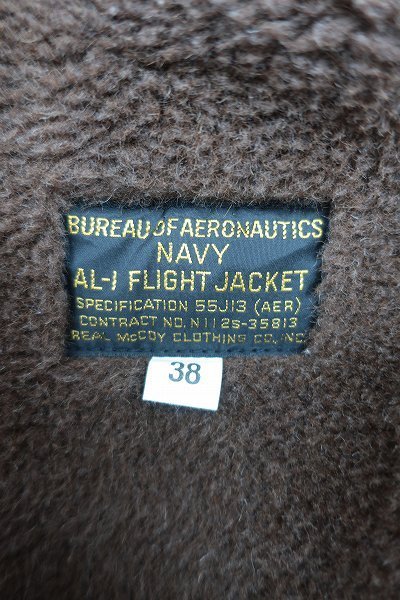 BUREAU OF AERONAUTICS
NAVY
AL-1 FLIGHT JACKET
SPECIFICATION 55J13 (AER)
CONTRACT NO. N112S-35813
REAL McCOY CLOTHING CO., INC.
38